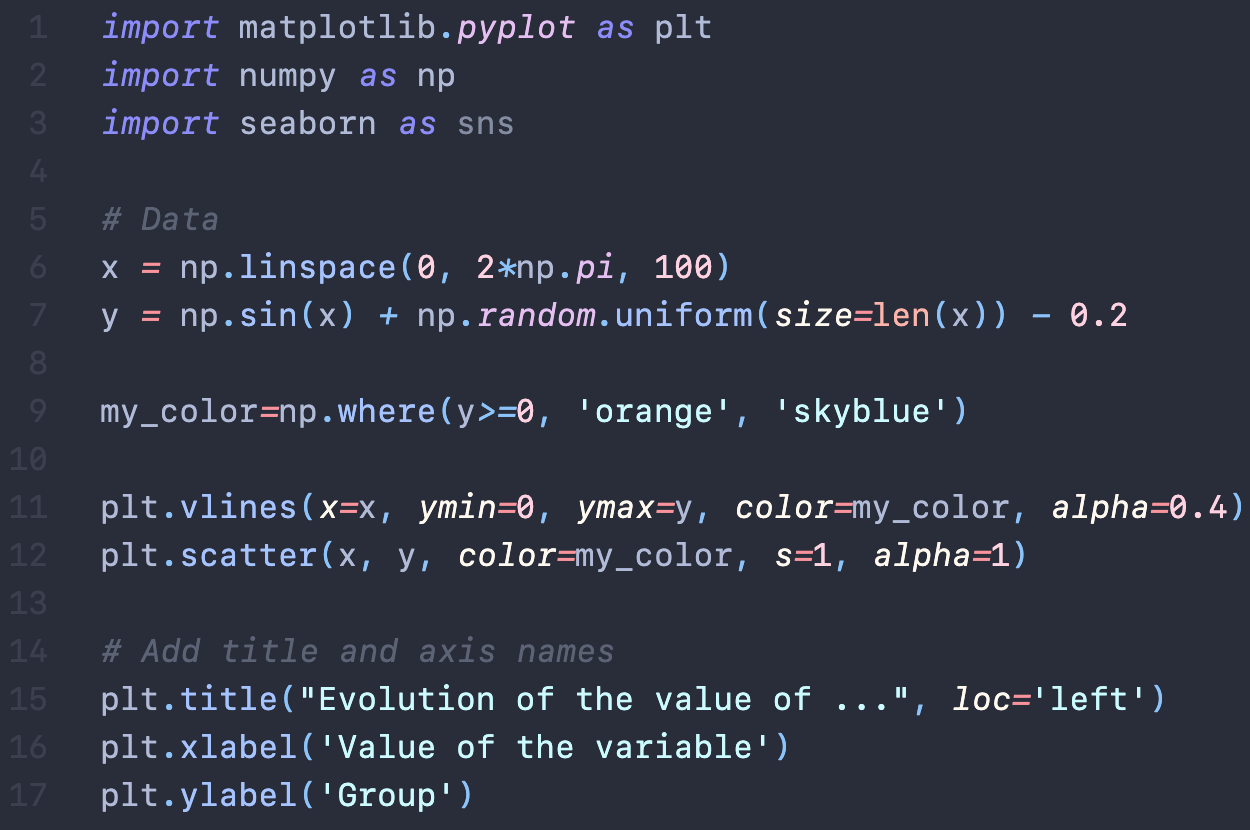 1 import matplotlib.pyplot as plt
2 import numpy as np
3 import seaborn as sns
4
5 # Data
6 x = np.linspace(0, 2*np.pi, 100)
7 y = np.sin(x) + np.random.uniform(size=len(x)) - 0.2
8
9 my_color=np.where(y>=0, 'orange', 'skyblue')
10
11 plt.vlines(x=x, ymin=0, ymax=y, color=my_color, alpha=0.4)
12 plt.scatter(x, y, color=my_color, s=1, alpha=1)
13
14 # Add title and axis names
15 plt.title("Evolution of the value of ...", loc='left')
16 plt.xlabel('Value of the variable')
17 plt.ylabel('Group')